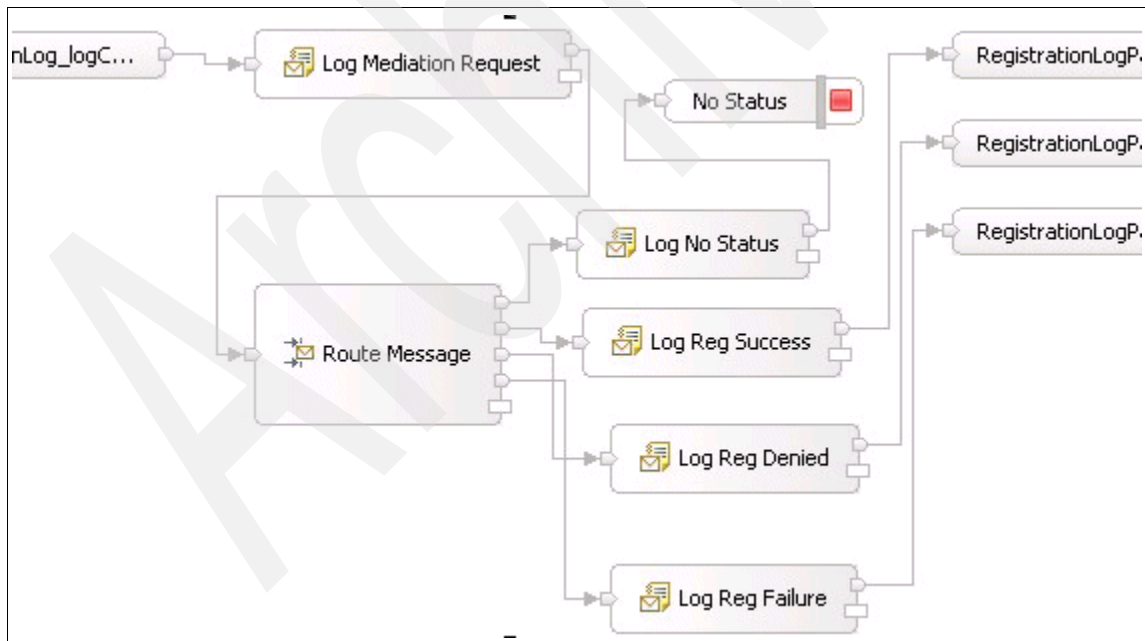 nLog_logC...
Log Mediation Request
No Status
RegistrationLogP
RegistrationLogP
RegistrationLogP
Log No Status
Log Reg Success
Route Message
Log Reg Denied
Log Reg Failure